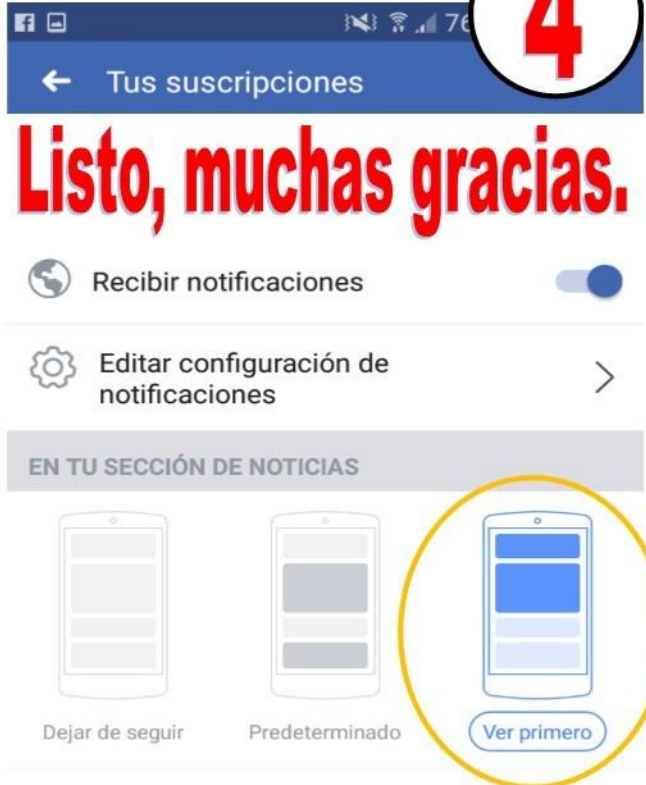 76
4
Tus suscripciones
Listo, muchas gracias.
Recibir notificaciones
Editar configuración de
notificaciones
EN TU SECCIÓN DE NOTICIAS
Dejar de seguir
Predeterminado
Ver primero